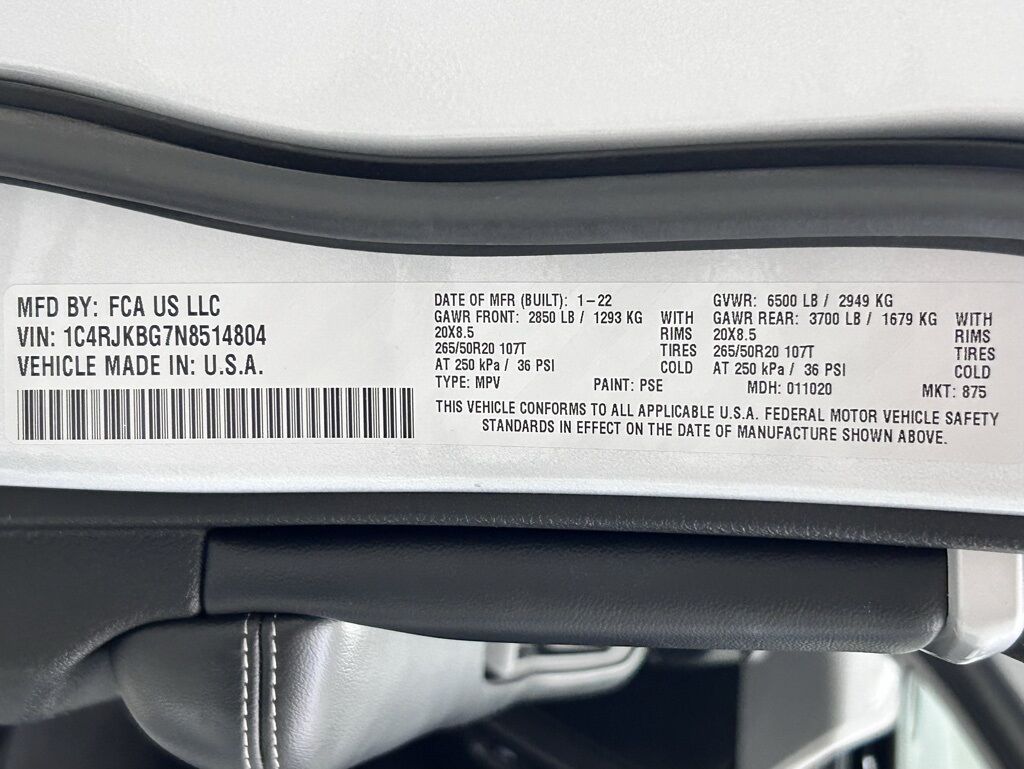 MFD BY: FCA US LLC
VIN: 1C4RJKBG7N8514804
VEHICLE MADE IN: U.S.A.
DATE OF MFR (BUILT): 1-22 GVWR: 6500 LB / 2949 KG
GAWR FRONT: 2850 LB / 1293 KG WITH GAWR REAR: 3700 LB / 1679 KG WITH
20X8.5 RIMS 20X8.5 RIMS
265/50R20 107T TIRES 265/50R20 107T TIRES
AT 250 kPa / 36 PSI COLD AT 250 kPa / 36 PSI COLD
TYPE: MPV PAINT: PSE MDH: 011020 MKT: 875
THIS VEHICLE CONFORMS TO ALL APPLICABLE U.S.A. FEDERAL MOTOR VEHICLE SAFETY
STANDARDS IN EFFECT ON THE DATE OF MANUFACTURE SHOWN ABOVE.